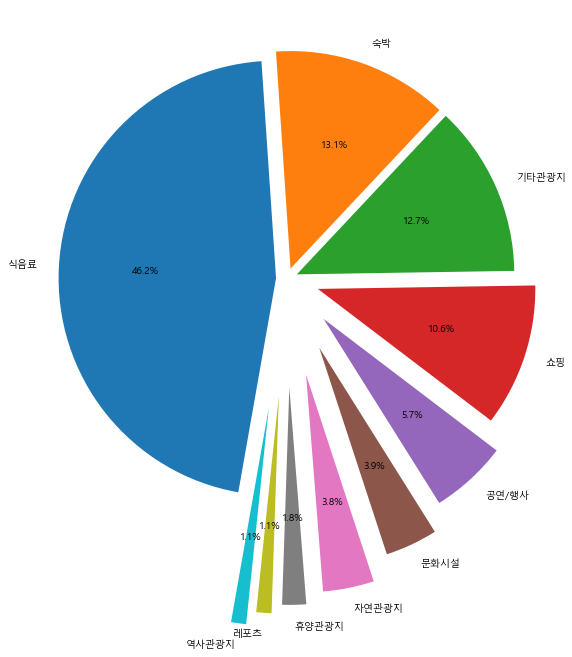 숙박
13.1%
기타관광지
12.7%
식음료
46.2%
10.6%
쇼핑
5.7%
공연/행사
3.9%
문화시설
3.8%
자연관광지
1.8%
휴양관광지
1.1%
레포츠
1.1%
역사관광지